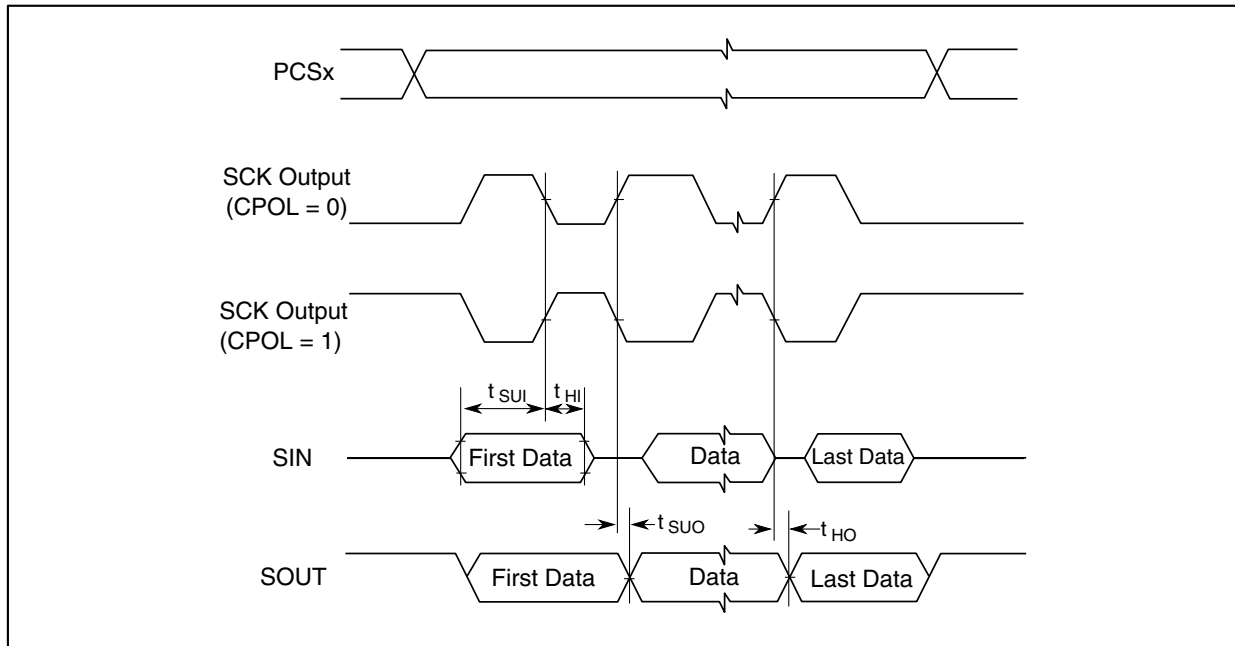 PCSx
SCK Output
(CPOL = 0)
SCK Output
(CPOL = 1)
t SUI
t HI
SIN
First Data
Data
Last Data
t SUO
t HO
SOUT
First Data
Data
Last Data